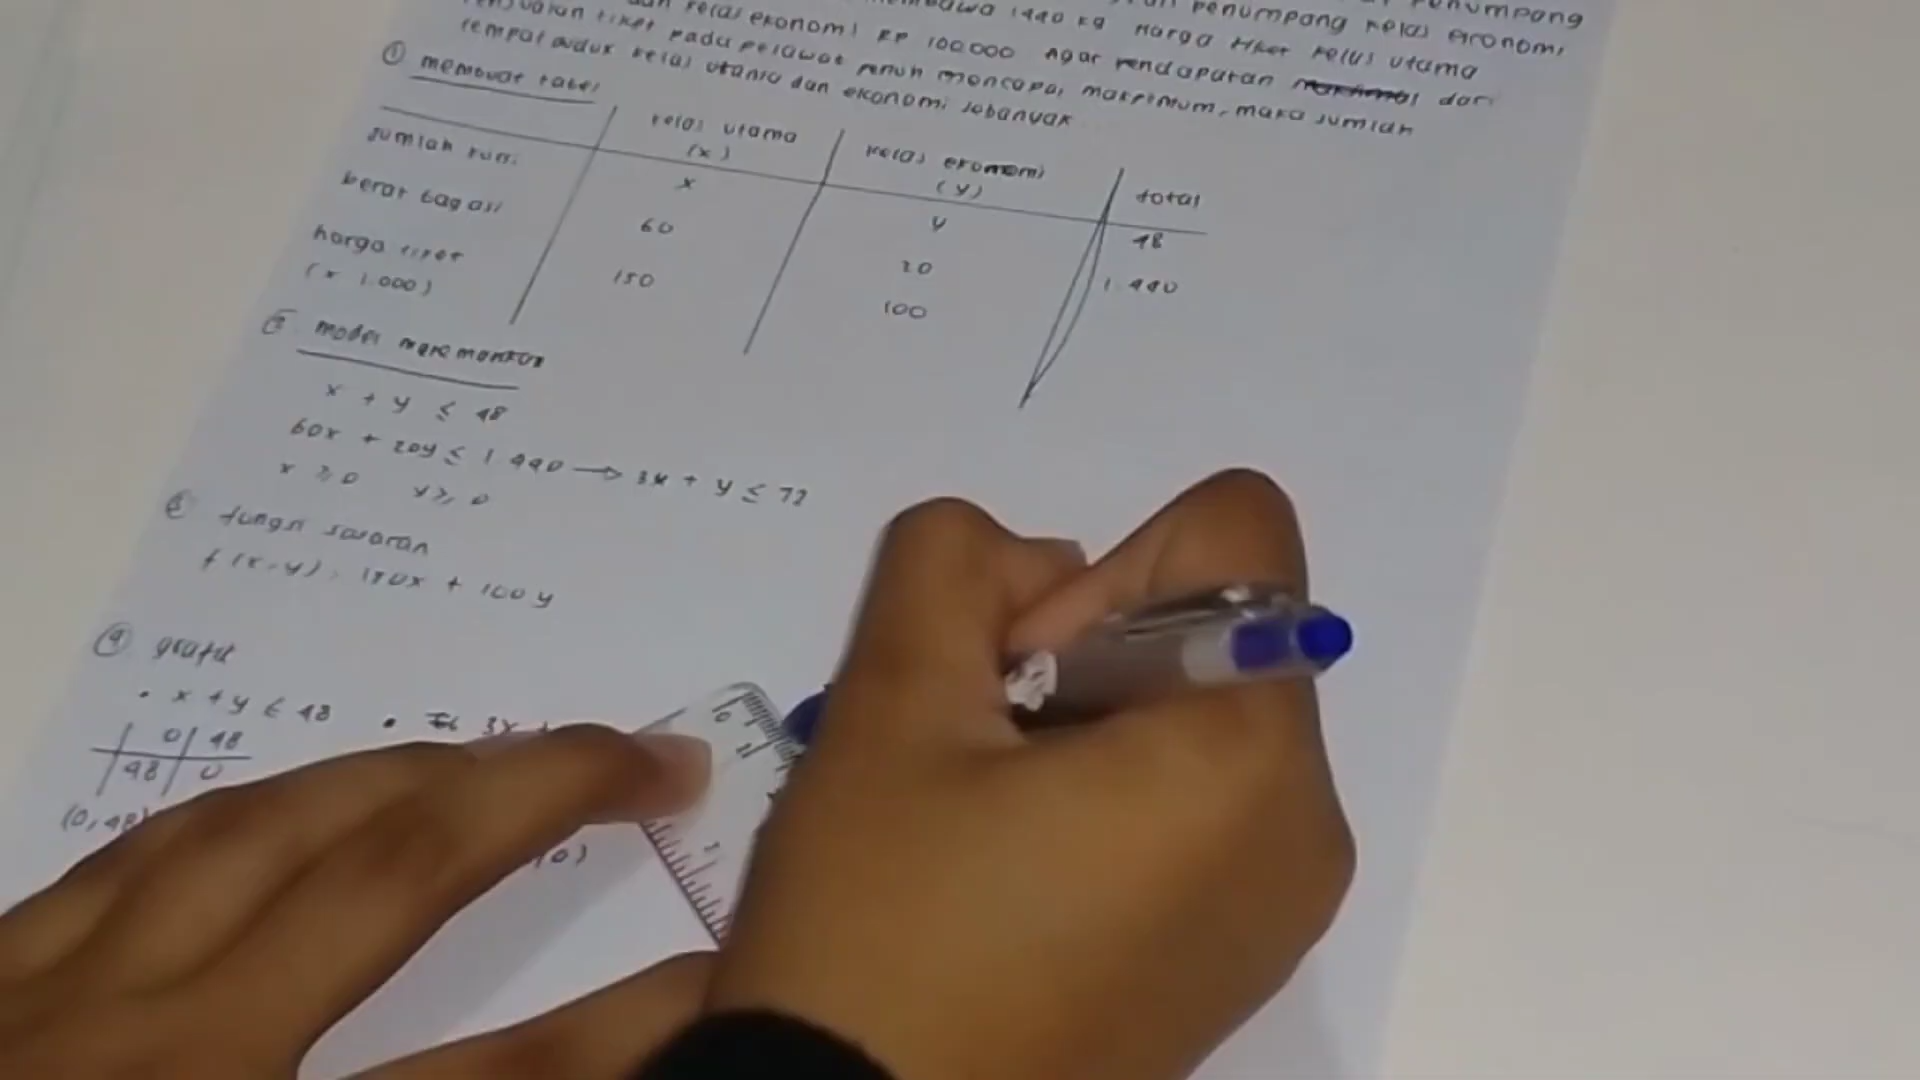 penumpang
penumpang kelas ekonomi
membawa 1440 kg Harga tiket kelas utama
dan kelas ekonomi RP 100.000 Agar pendapatan dari
penjualan tiket pada pesawat penuh mencapai maksimum, maka jumlah
tempat duduk kelas utama dan ekonomi sebanyak
① membuat tabel
kelas utama (x) kelas ekonomi (y) total
jumlah kursi x y 48
berat bagasi 60 20 1.440
harga tiket 150 100
(x 1.000)
② model matematika
x + y ≤ 48
60x + 20y ≤ 1.440 → 3x + y ≤ 72
x ≥ 0 y ≥ 0
③ fungsi sasaran
f(x,y) = 150x + 100y
④ grafik
• x + y ≤ 48 • 3x +
0 48
48 0
(0,48)
,0)